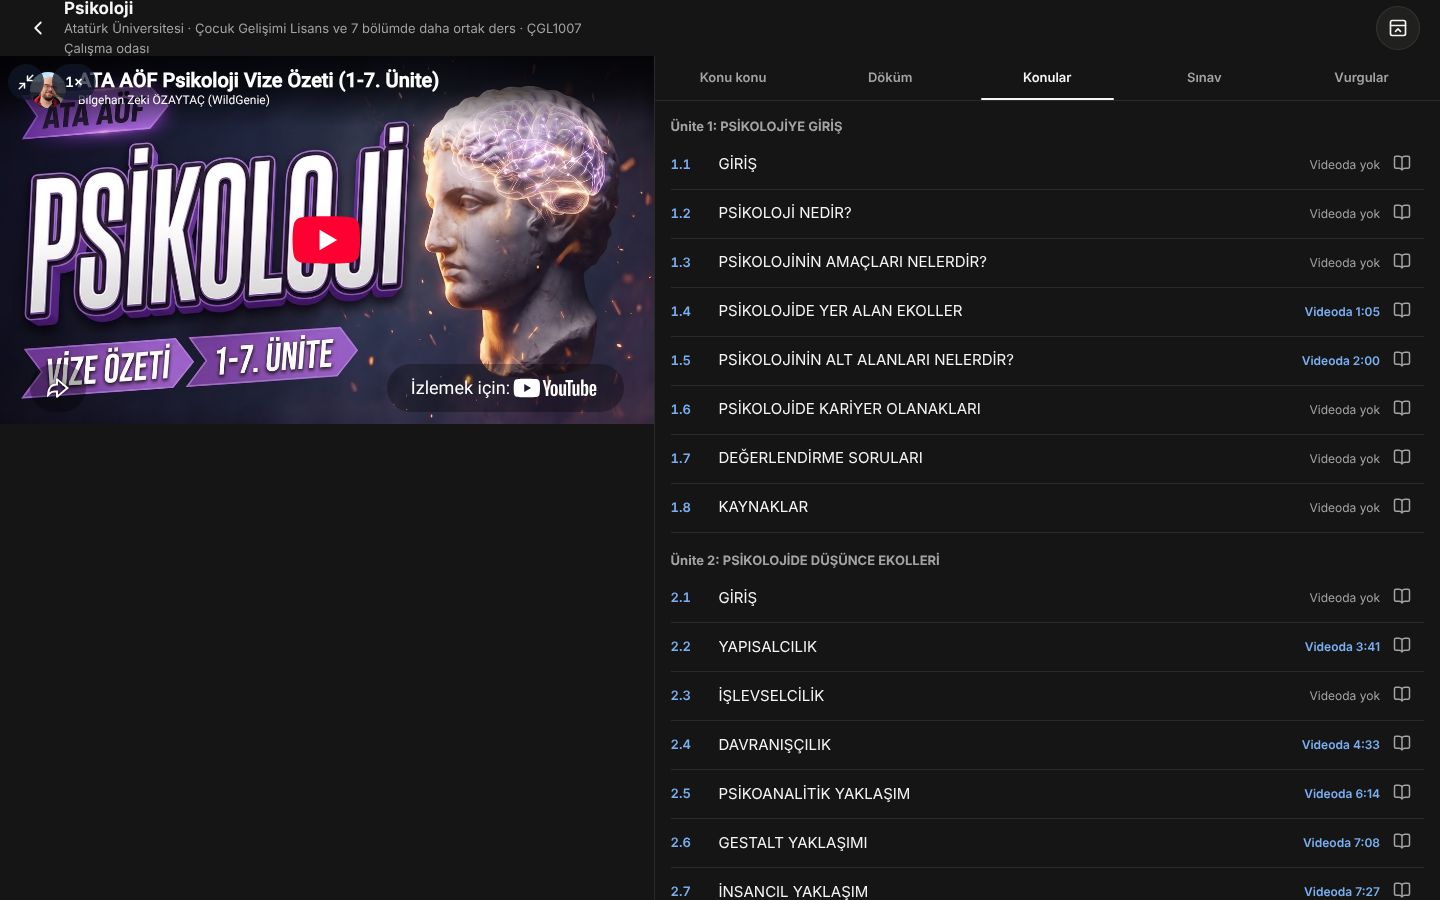 Psikoloji
Atatürk Üniversitesi · Çocuk Gelişimi Lisans ve 7 bölümde daha ortak ders · ÇGL1007
Çalışma odası
1×
ATA AÖF Psikoloji Vize Özeti (1-7. Ünite)
Bilgehan Zeki ÖZAYTAÇ (WildGenie)
ATA AÖF
PSİKOLOJİ
VİZE ÖZETİ
1-7. ÜNİTE
İzlemek için: YouTube
Konu konu
Döküm
Konular
Sınav
Vurgular
Ünite 1: PSİKOLOJİYE GİRİŞ
1.1 GİRİŞ Videoda yok
1.2 PSİKOLOJİ NEDİR? Videoda yok
1.3 PSİKOLOJİNİN AMAÇLARI NELERDİR? Videoda yok
1.4 PSİKOLOJİDE YER ALAN EKOLLER Videoda 1:05
1.5 PSİKOLOJİNİN ALT ALANLARI NELERDİR? Videoda 2:00
1.6 PSİKOLOJİDE KARİYER OLANAKLARI Videoda yok
1.7 DEĞERLENDİRME SORULARI Videoda yok
1.8 KAYNAKLAR Videoda yok
Ünite 2: PSİKOLOJİDE DÜŞÜNCE EKOLLERİ
2.1 GİRİŞ Videoda yok
2.2 YAPISALCILIK Videoda 3:41
2.3 İŞLEVSELCİLİK Videoda yok
2.4 DAVRANIŞÇILIK Videoda 4:33
2.5 PSİKOANALİTİK YAKLAŞIM Videoda 6:14
2.6 GESTALT YAKLAŞIMI Videoda 7:08
2.7 İNSANCIL YAKLAŞIM Videoda 7:27